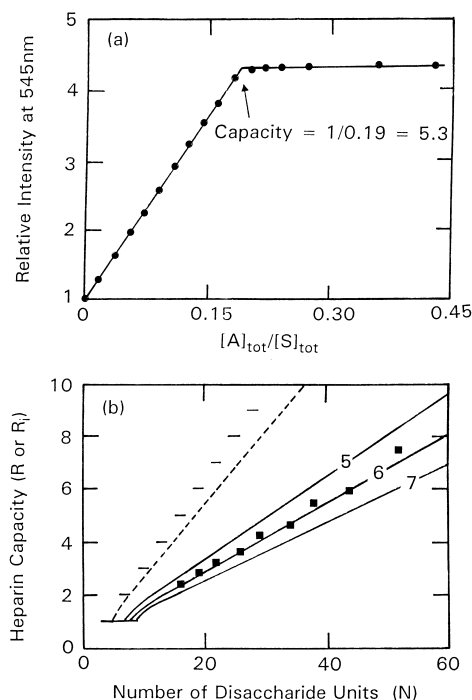 5
(a)
4
Capacity = 1/0.19 = 5.3
3
2
1
Relative Intensity at 545nm
0 0.15 0.30 0.45
[A]tot/[S]tot
10
(b)
8
6
4
2
0
5
6
7
Heparin Capacity (R or Ri)
0 20 40 60
Number of Disaccharide Units (N)